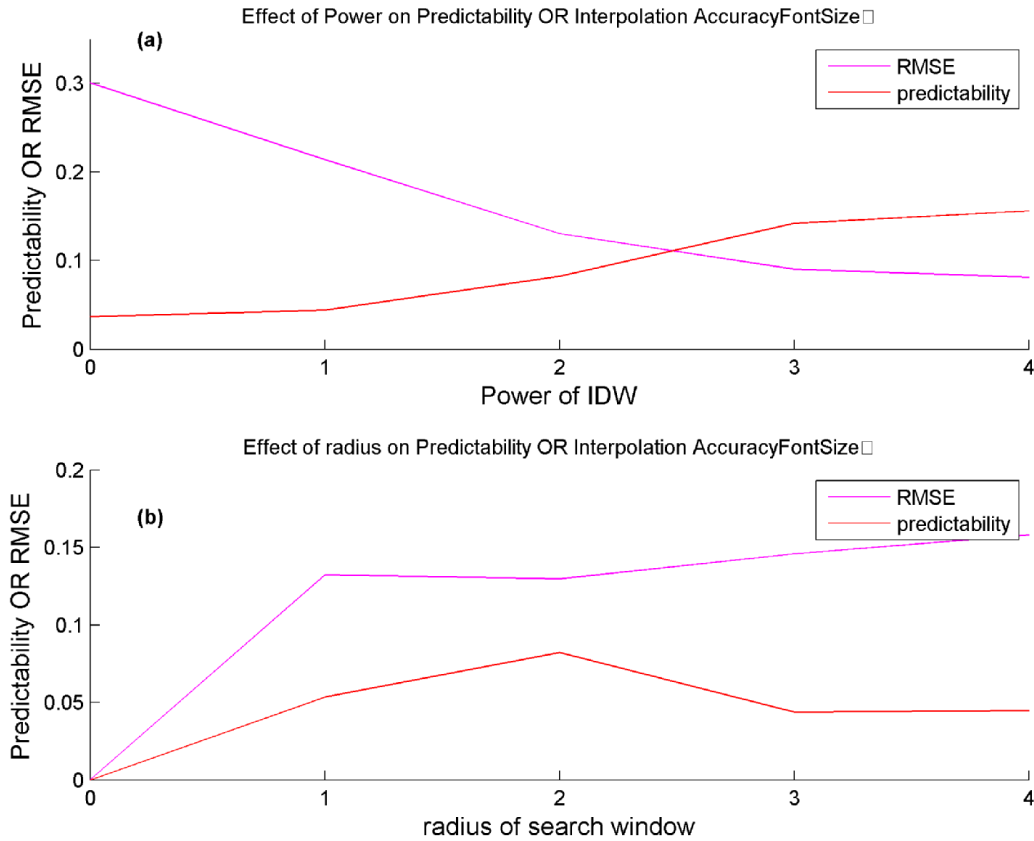 Effect of Power on Predictability OR Interpolation AccuracyFontSize□
(a)
RMSE
predictability
Predictability OR RMSE
0.3
0.2
0.1
0
0 1 2 3 4
Power of IDW
Effect of radius on Predictability OR Interpolation AccuracyFontSize□
(b)
RMSE
predictability
Predictability OR RMSE
0.2
0.15
0.1
0.05
0
0 1 2 3 4
radius of search window